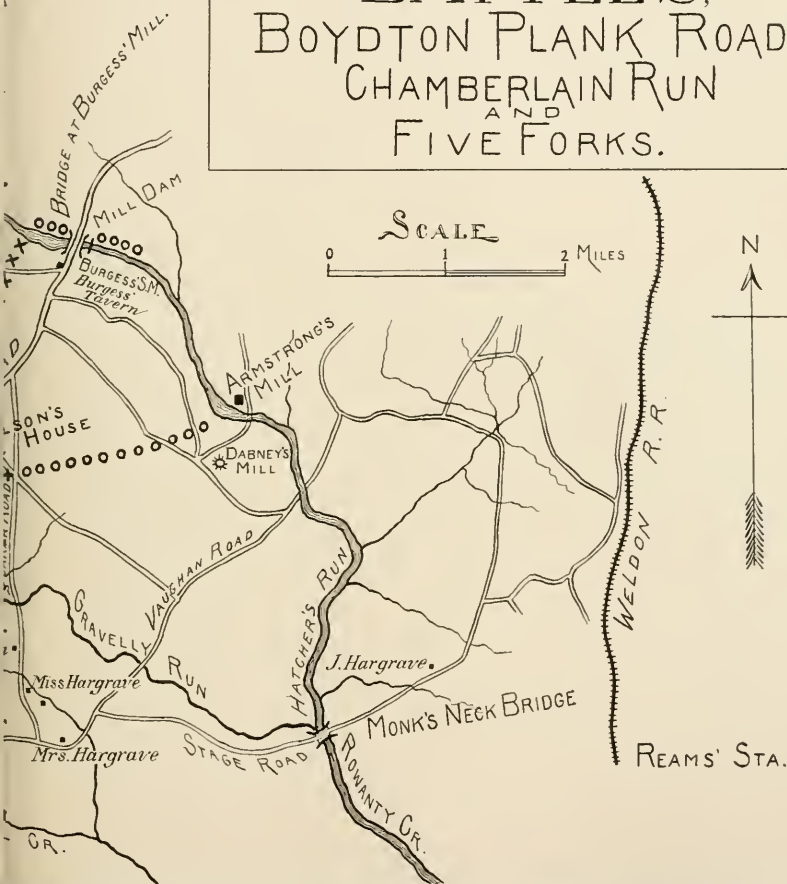 BOYDTON PLANK ROAD
CHAMBERLAIN RUN
AND
FIVE FORKS.
BRIDGE AT BURGESS' MILL.
MILL DAM
SCALE
0 1 2 MILES
N
BURGESS' S.M.
Burgess'
Tavern
ARMSTRONG'S
MILL
SON'S
HOUSE
DABNEY'S
MILL
WELDON R.R.
VAUGHAN ROAD
HATCHER'S RUN
GRAVELLY RUN
J. Hargrave
Miss Hargrave
MONK'S NECK BRIDGE
Mrs. Hargrave
STAGE ROAD
ROWANTY CR.
REAMS' STA.
CR.